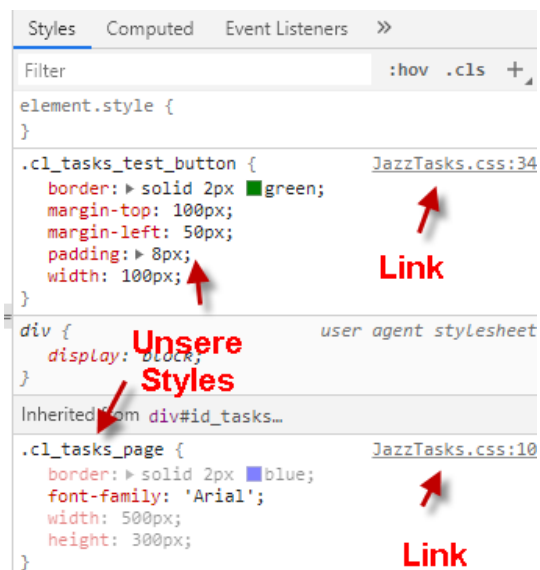 Styles Computed Event Listeners »
Filter :hov .cls +
element.style {
}
.cl_tasks_test_button { JazzTasks.css:34
border: solid 2px green;
margin-top: 100px;
margin-left: 50px;
padding: 8px;
width: 100px;
}
Link
div { user agent stylesheet
display: block;
}
Unsere
Styles
Inherited from div#id_tasks…
.cl_tasks_page { JazzTasks.css:10
border: solid 2px blue;
font-family: 'Arial';
width: 500px;
height: 300px;
}
Link